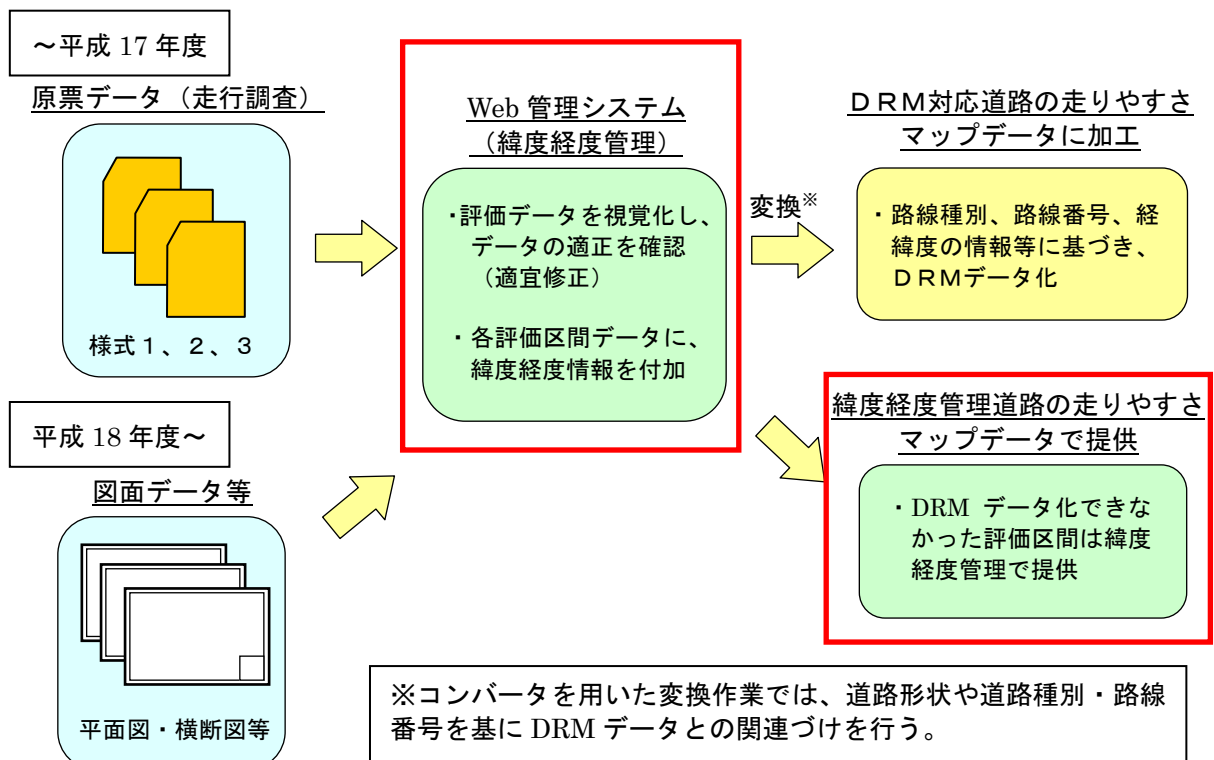 ～平成 17 年度
原票データ（走行調査）
様式１、２、３
平成 18 年度～
図面データ等
平面図・横断図等
Web 管理システム
（緯度経度管理）
・評価データを視覚化し、
データの適正を確認
（適宜修正）
・各評価区間データに、
緯度経度情報を付加
変換※
ＤＲＭ対応道路の走りやすさ
マップデータに加工
・路線種別、路線番号、経
緯度の情報等に基づき、
ＤＲＭデータ化
緯度経度管理道路の走りやすさ
マップデータで提供
・DRM データ化できな
かった評価区間は緯度
経度管理で提供
※コンバータを用いた変換作業では、道路形状や道路種別・路線
番号を基に DRM データとの関連づけを行う。